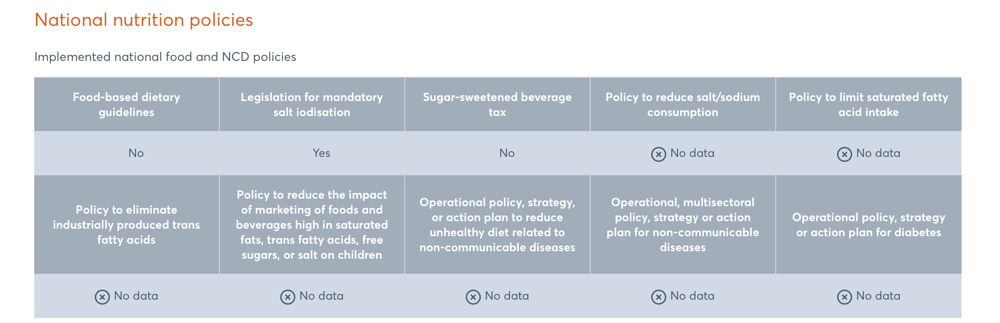 National nutrition policies
Implemented national food and NCD policies
Food-based dietary
guidelines
Legislation for mandatory
salt iodisation
Sugar-sweetened beverage
tax
Policy to reduce salt/sodium
consumption
Policy to limit saturated fatty
acid intake
No
Yes
No
No data
No data
Policy to eliminate
industrially produced trans
fatty acids
Policy to reduce the impact
of marketing of foods and
beverages high in saturated
fats, trans fatty acids, free
sugars, or salt on children
Operational policy, strategy,
or action plan to reduce
unhealthy diet related to
non-communicable diseases
Operational, multisectoral
policy, strategy or action
plan for non-communicable
diseases
Operational policy, strategy
or action plan for diabetes
No data
No data
No data
No data
No data